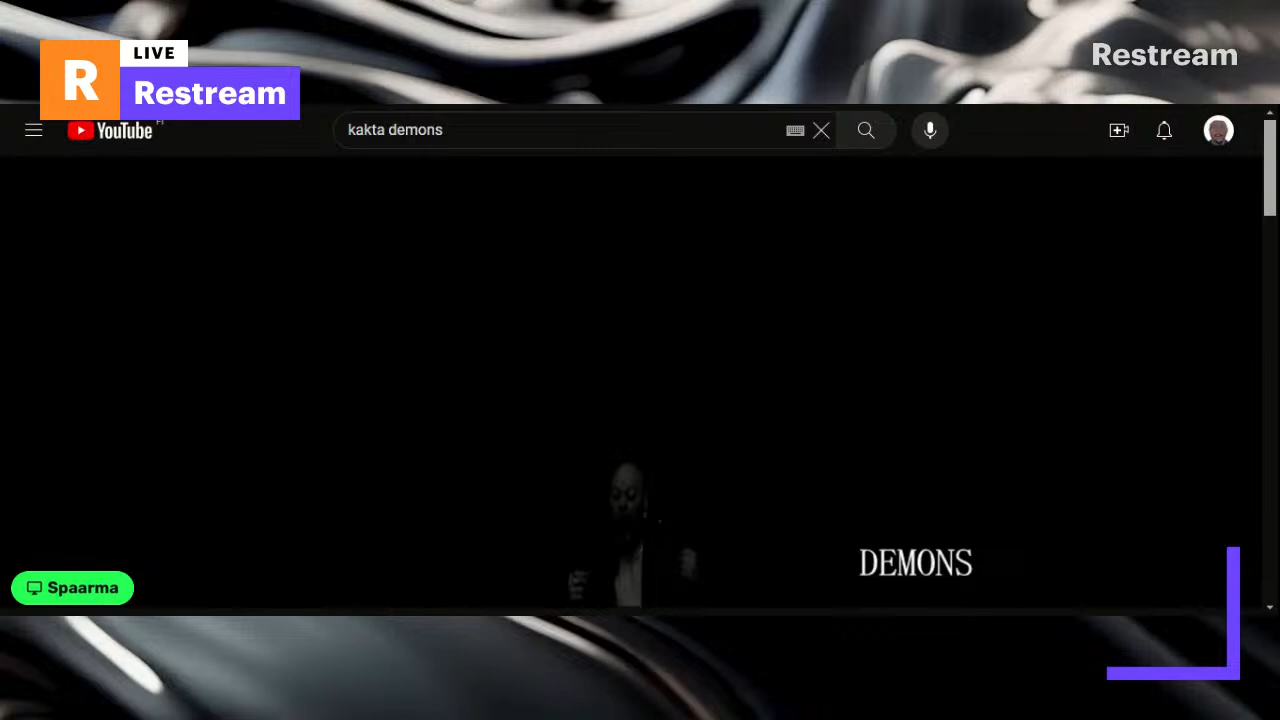 LIVE
R
Restream
Restream
YouTube FI
kakta demons
DEMONS
Spaarma